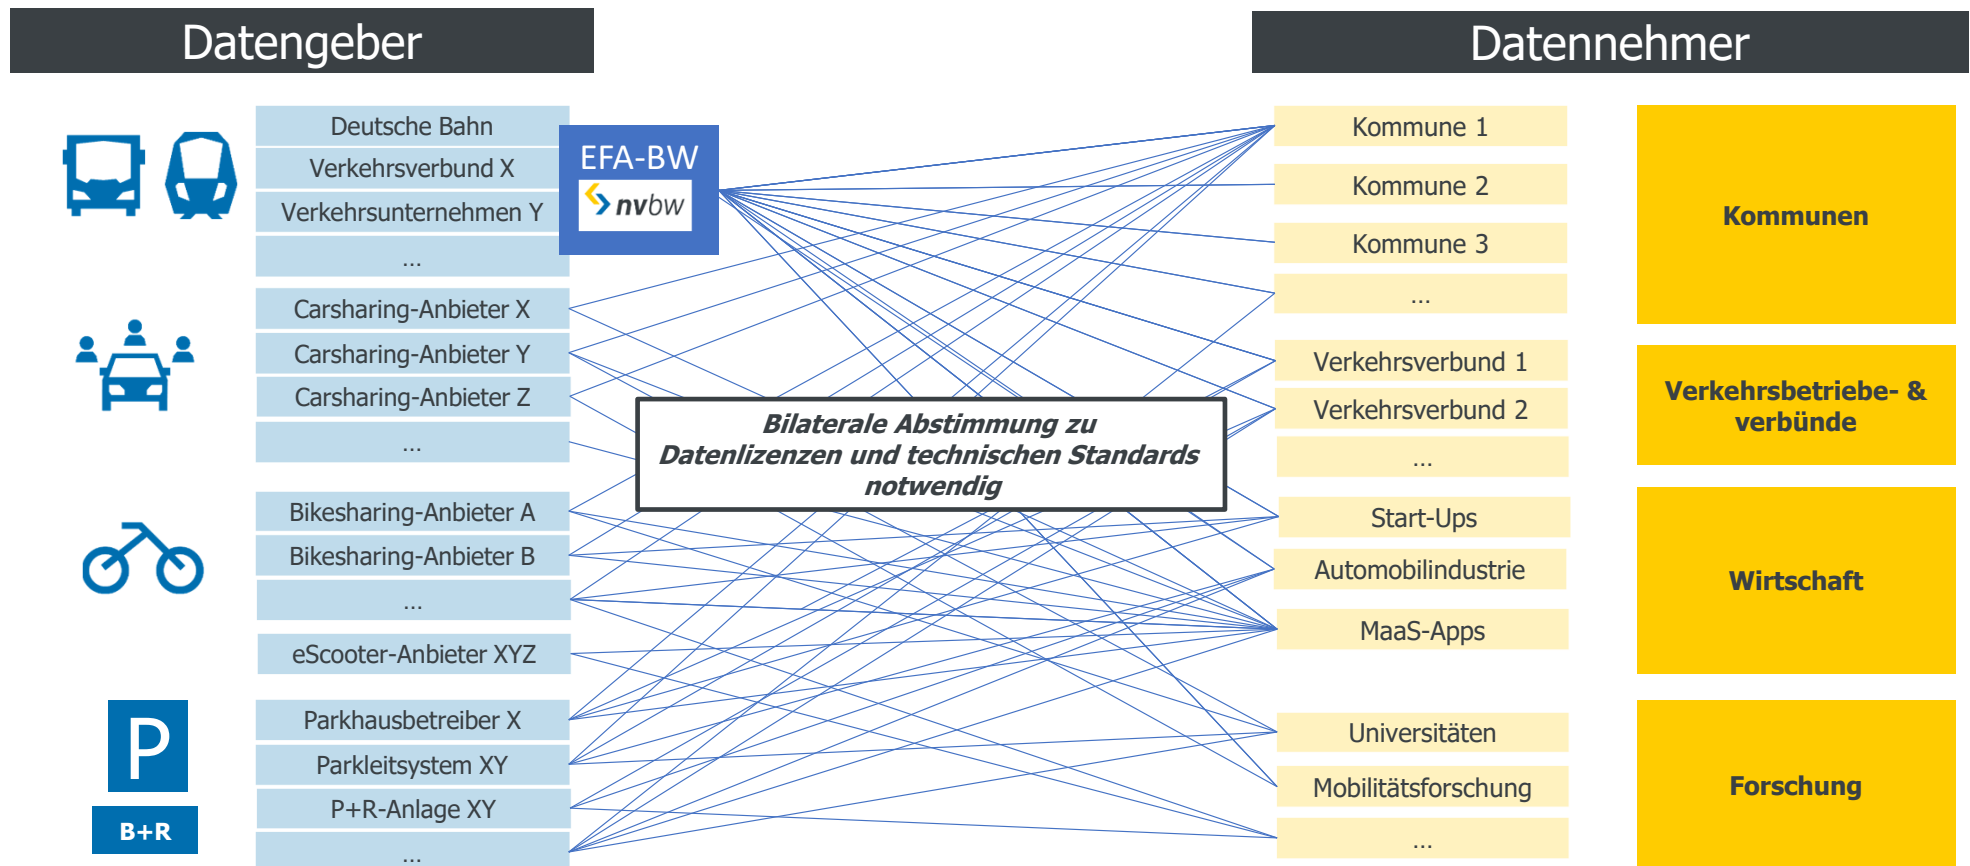 Datengeber
Datennehmer
Deutsche Bahn
Verkehrsverbund X
Verkehrsunternehmen Y
...
EFA-BW
nvbw
Carsharing-Anbieter X
Carsharing-Anbieter Y
Carsharing-Anbieter Z
...
Bikesharing-Anbieter A
Bikesharing-Anbieter B
...
eScooter-Anbieter XYZ
P
B+R
Parkhausbetreiber X
Parkleitsystem XY
P+R-Anlage XY
...
Bilaterale Abstimmung zu
Datenlizenzen und technischen Standards
notwendig
Kommune 1
Kommune 2
Kommune 3
...
Kommunen
Verkehrsverbund 1
Verkehrsverbund 2
...
Verkehrsbetriebe- &
verbünde
Start-Ups
Automobilindustrie
MaaS-Apps
Wirtschaft
Universitäten
Mobilitätsforschung
...
Forschung